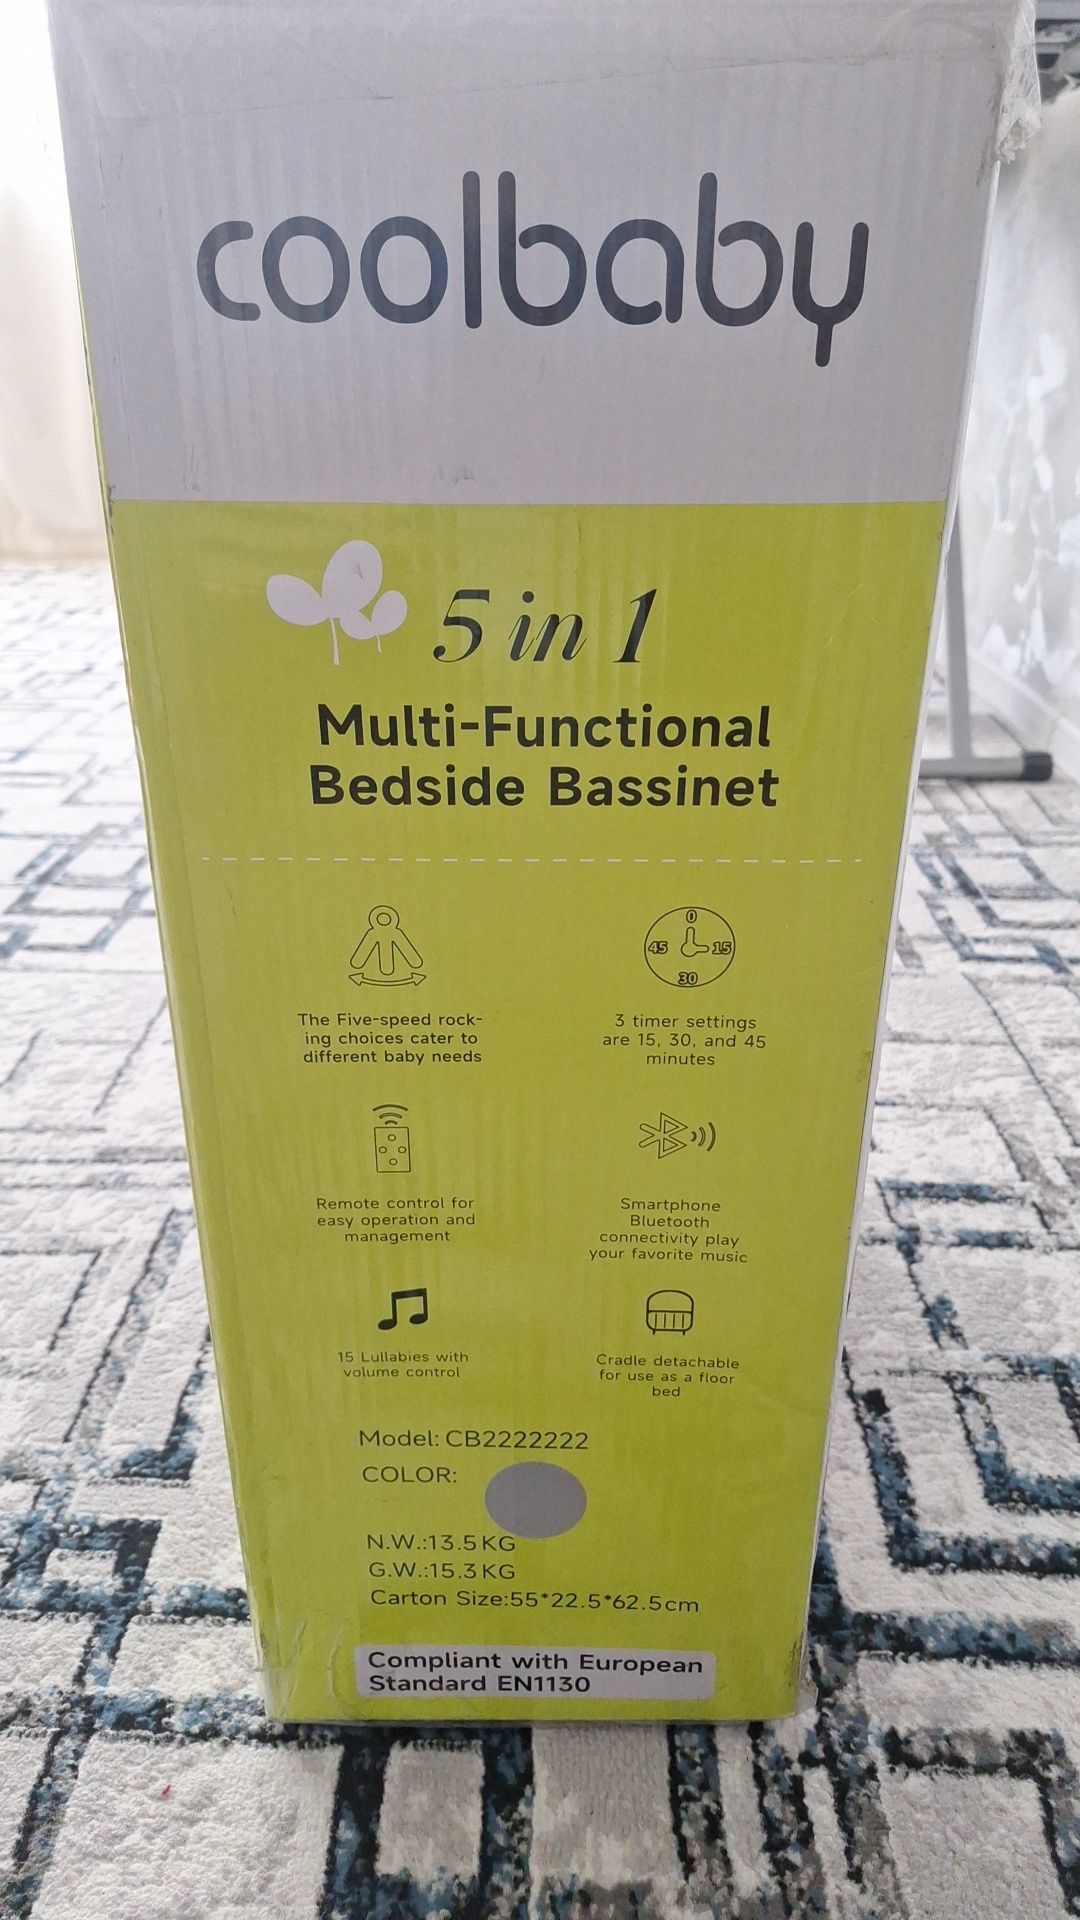 coolbaby
5 in 1
Multi-Functional
Bedside Bassinet
0
45
15
30
The Five-speed rock-
ing choices cater to
different baby needs
3 timer settings
are 15, 30, and 45
minutes
Remote control for
easy operation and
management
Smartphone
Bluetooth
connectivity play
your favorite music
15 Lullabies with
volume control
Cradle detachable
for use as a floor
bed
Model: CB2222222
COLOR:
N.W.:13.5KG
G.W.:15.3KG
Carton Size:55*22.5*62.5cm
Compliant with European
Standard EN1130